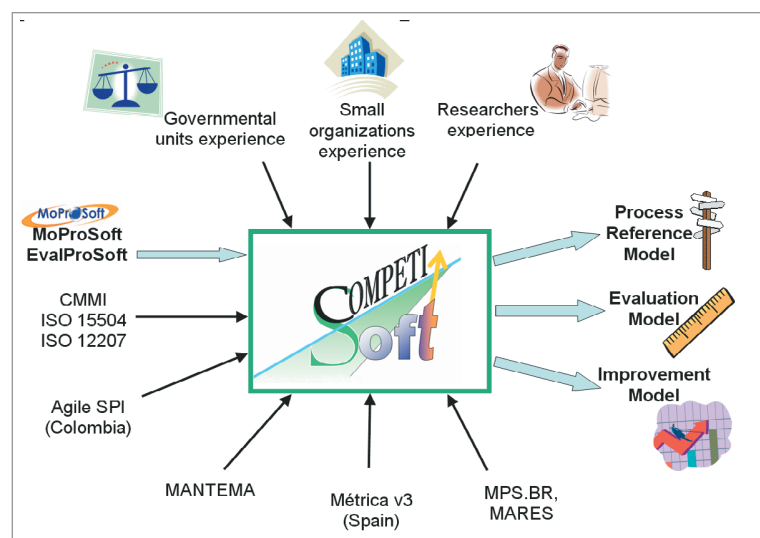 Governmental
units experience
Small
organizations
experience
Researchers
experience
MoProSoft
MoProSoft
EvalProSoft
CMMI
ISO 15504
ISO 12207
Agile SPI
(Colombia)
COMPETI
Soft
Process
Reference
Model
Evaluation
Model
Improvement
Model
MANTEMA
Métrica v3
(Spain)
MPS.BR,
MARES